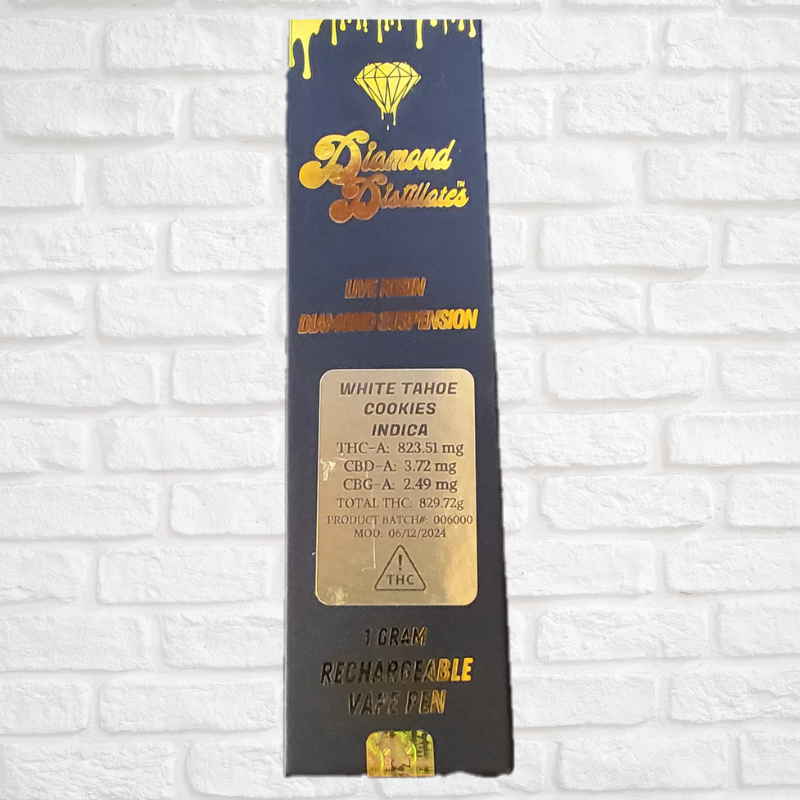 Diamond
Distillates™
LIVE RESIN
DIAMOND SUSPENSION
WHITE TAHOE
COOKIES
INDICA
THC-A: 823.51 mg
CBD-A: 3.72 mg
CBG-A: 2.49 mg
TOTAL THC: 829.72g
PRODUCT BATCH#: 006000
MOD: 06/12/2024
!
THC
1 GRAM
RECHARGEABLE
VAPE PEN